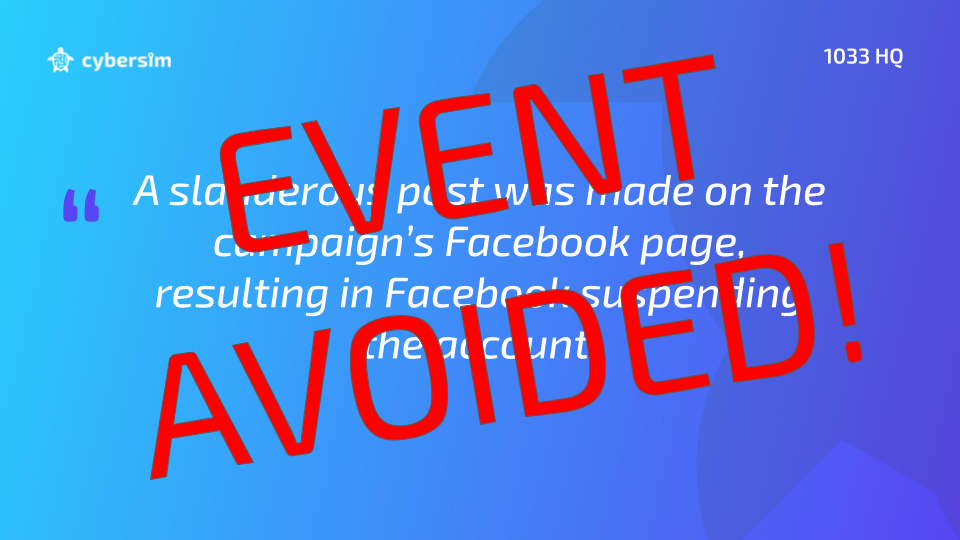 cybersim
1033 HQ
“ A slanderous post was made on the
campaign’s Facebook page,
resulting in Facebook suspending
the account
EVENT
AVOIDED!